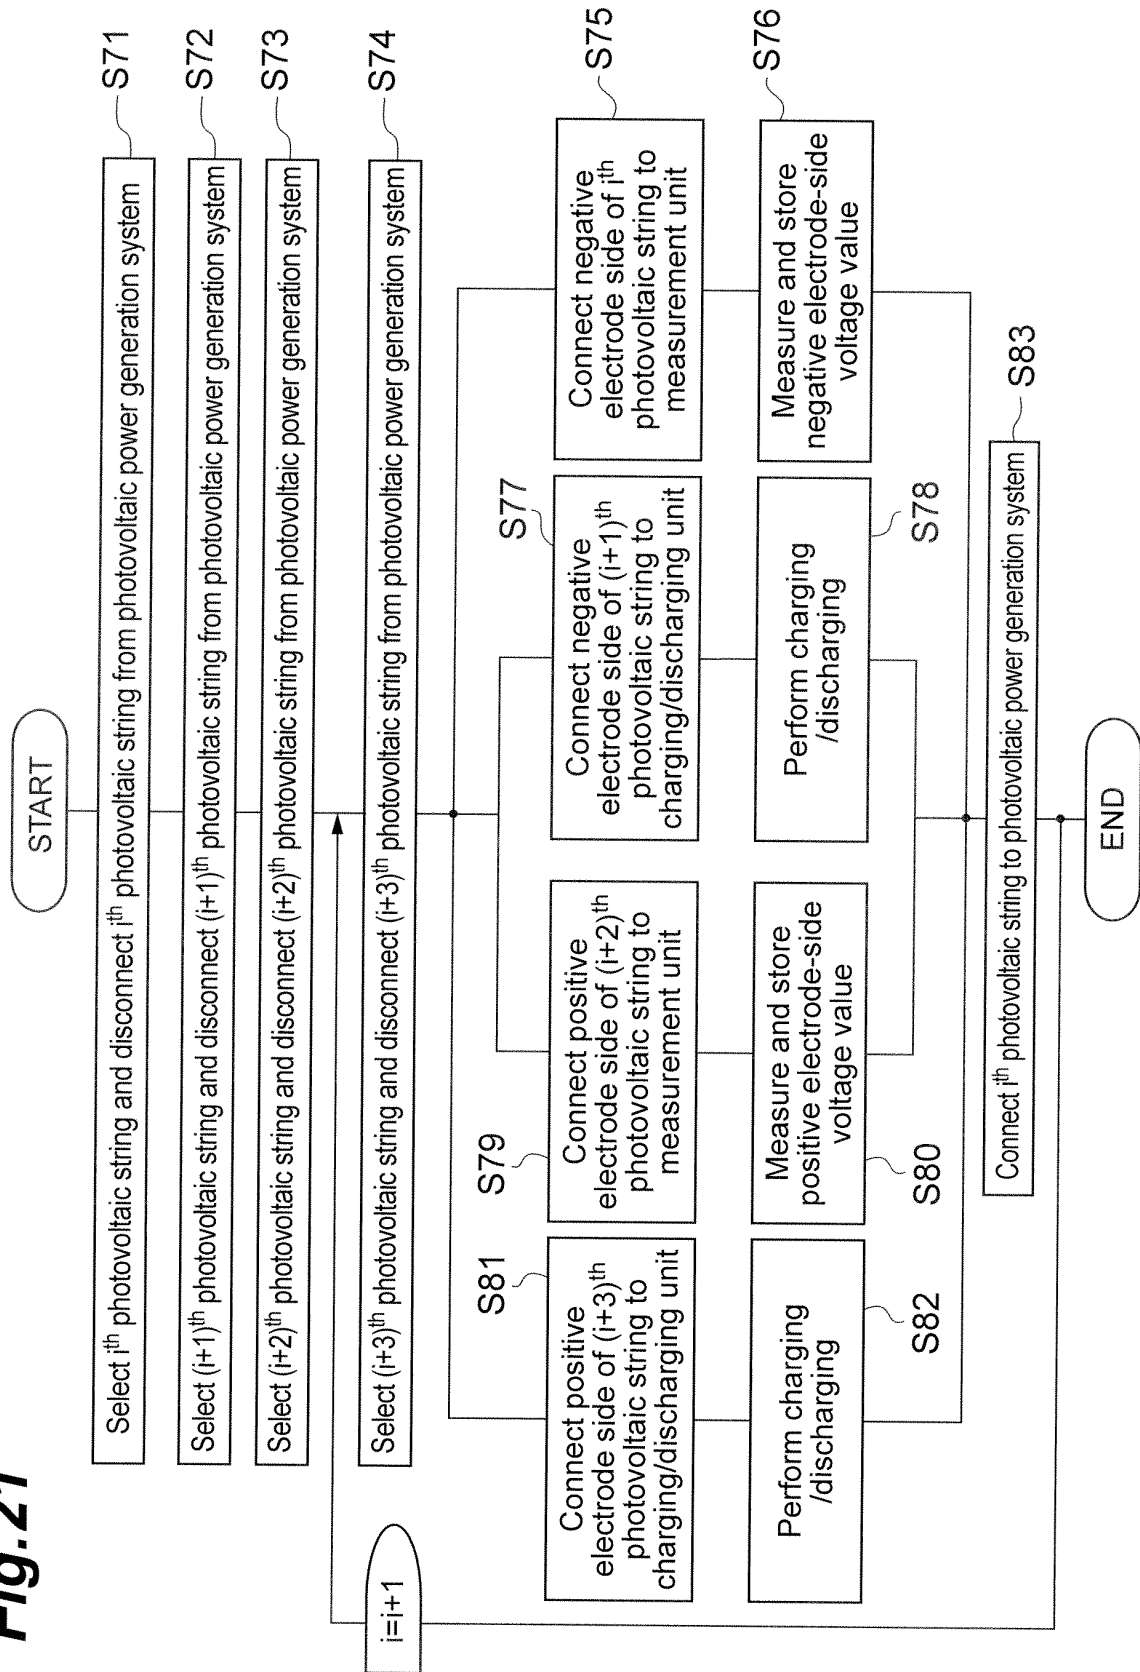 Fig.21
START
Select ith photovoltaic string and disconnect ith photovoltaic string from photovoltaic power generation system
S71
Select (i+1)th photovoltaic string and disconnect (i+1)th photovoltaic string from photovoltaic power generation system
S72
Select (i+2)th photovoltaic string and disconnect (i+2)th photovoltaic string from photovoltaic power generation system
S73
Select (i+3)th photovoltaic string and disconnect (i+3)th photovoltaic string from photovoltaic power generation system
S74
i=i+1
S81
Connect positive
electrode side of (i+3)th
photovoltaic string to
charging/discharging unit
S79
Connect positive
electrode side of (i+2)th
photovoltaic string to
measurement unit
S77
Connect negative
electrode side of (i+1)th
photovoltaic string to
charging/discharging unit
S75
Connect negative
electrode side of ith
photovoltaic string to
measurement unit
Perform charging
/discharging
S82
Measure and store
positive electrode-side
voltage value
S80
Perform charging
/discharging
S78
Measure and store
negative electrode-side
voltage value
S76
Connect ith photovoltaic string to photovoltaic power generation system
S83
END